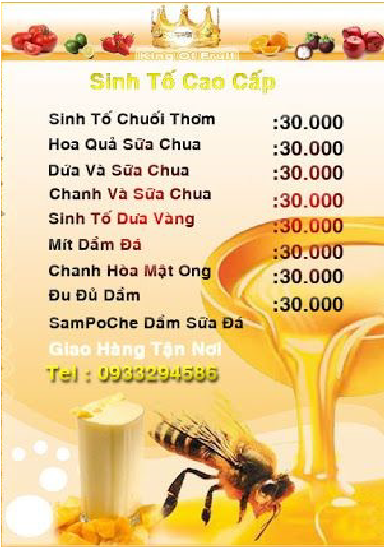 King Of Fruit
Sinh Tố Cao Cấp
Sinh Tố Chuối Thơm :30.000
Hoa Quả Sữa Chua :30.000
Dứa Và Sữa Chua :30.000
Chanh Và Sữa Chua :30.000
Sinh Tố Dưa Vàng :30.000
Mít Dầm Đá :30.000
Chanh Hòa Mật Ong :30.000
Đu Đủ Dầm :30.000
SamPoChe Dầm Sữa Đá
Giao Hàng Tận Nơi
Tel : 0933294586